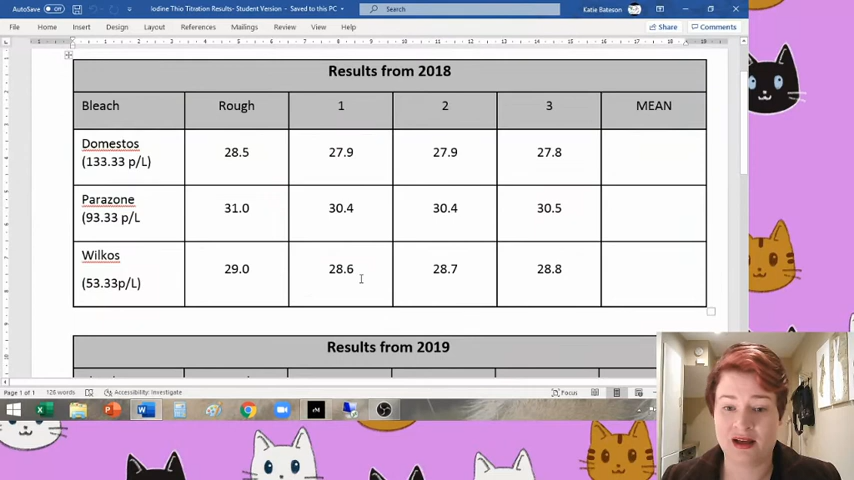 AutoSave Off
Iodine Thio Titration Results- Student Version - Saved to this PC
Search
Katie Bateson
File Home Insert Draw Design Layout References Mailings Review View Help
Share Comments
Results from 2018
Bleach Rough 1 2 3 MEAN
Domestos
(133.33 p/L) 28.5 27.9 27.9 27.8
Parazone
(93.33 p/L 31.0 30.4 30.4 30.5
Wilkos
(53.33p/L) 29.0 28.6 28.7 28.8
Results from 2019
Page 1 of 1 126 words Accessibility: Investigate Focus